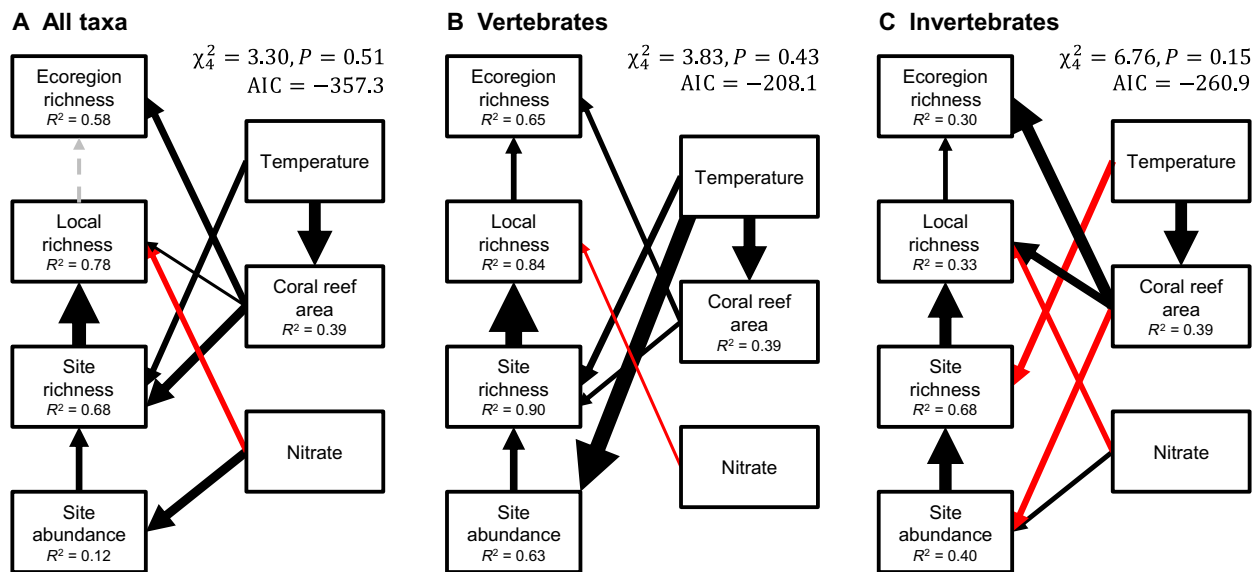 A All taxa
χ₄² = 3.30, P = 0.51
AIC = −357.3
Ecoregion
richness
R² = 0.58
Temperature
Local
richness
R² = 0.78
Coral reef
area
R² = 0.39
Site
richness
R² = 0.68
Nitrate
Site
abundance
R² = 0.12
B Vertebrates
χ₄² = 3.83, P = 0.43
AIC = −208.1
Ecoregion
richness
R² = 0.65
Temperature
Local
richness
R² = 0.84
Coral reef
area
R² = 0.39
Site
richness
R² = 0.90
Nitrate
Site
abundance
R² = 0.63
C Invertebrates
χ₄² = 6.76, P = 0.15
AIC = −260.9
Ecoregion
richness
R² = 0.30
Temperature
Local
richness
R² = 0.33
Coral reef
area
R² = 0.39
Site
richness
R² = 0.68
Nitrate
Site
abundance
R² = 0.40